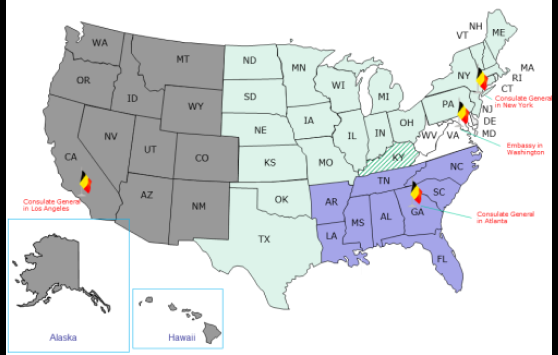 NH
VT
ME
WA
MT
ND
MN
MA
OR
ID
SD
WI
MI
NY
RI
CT
WY
Consulate General
in New York
IA
PA
NJ
NE
OH
DE
NV
UT
IL
IN
WV
VA
MD
CO
Embassy in
Washington
CA
KS
MO
KY
NC
TN
AZ
NM
OK
AR
SC
Consulate General
in Los Angeles
MS
AL
GA
Consulate General
in Atlanta
TX
LA
FL
Alaska
Hawaii